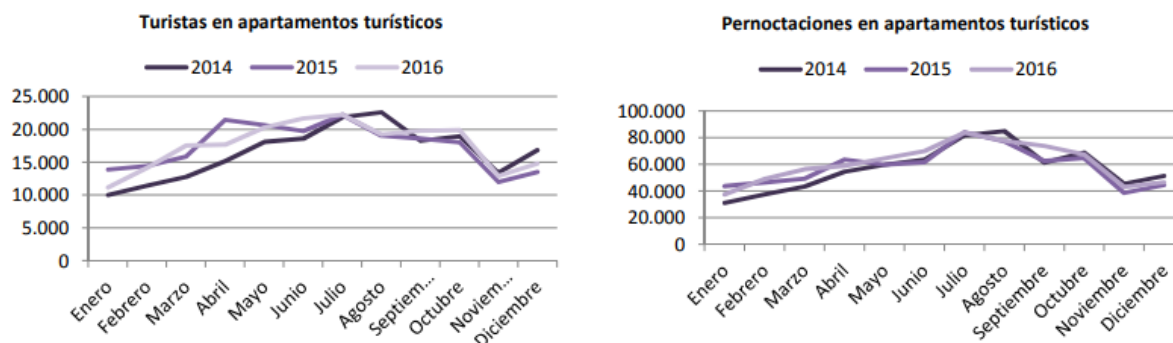 Turistas en apartamentos turísticos
2014 2015 2016
25.000
20.000
15.000
10.000
5.000
0
Enero
Febrero
Marzo
Abril
Mayo
Junio
Julio
Agosto
Septiem...
Octubre
Noviem...
Diciembre
Pernoctaciones en apartamentos turísticos
2014 2015 2016
100.000
80.000
60.000
40.000
20.000
0
Enero
Febrero
Marzo
Abril
Mayo
Junio
Julio
Agosto
Septiembre
Octubre
Noviembre
Diciembre